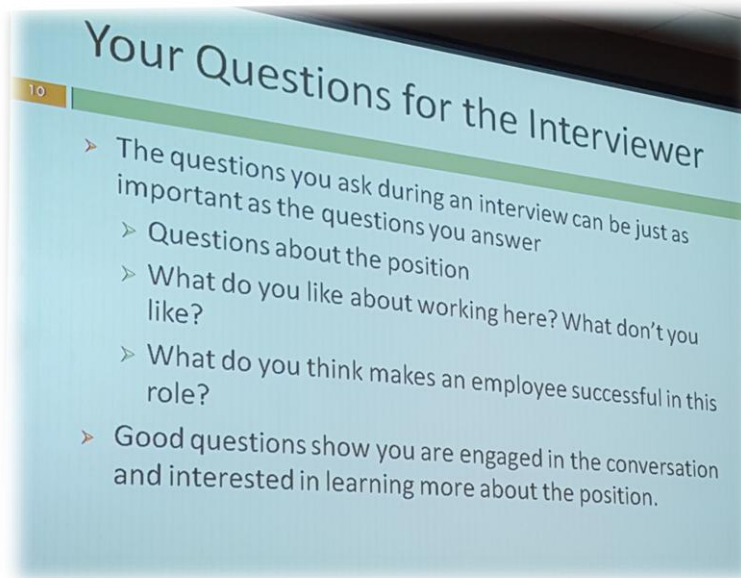 Your Questions for the Interviewer
10
➢ The questions you ask during an interview can be just as
important as the questions you answer
➢ Questions about the position
➢ What do you like about working here? What don't you
like?
➢ What do you think makes an employee successful in this
role?
➢ Good questions show you are engaged in the conversation
and interested in learning more about the position.